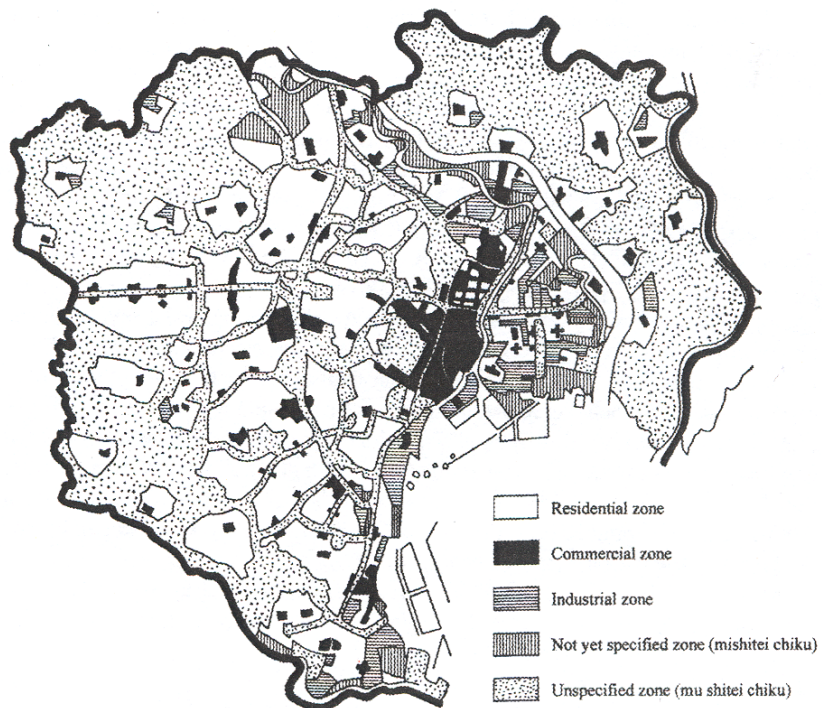 Residential zone
Commercial zone
Industrial zone
Not yet specified zone (mishitei chiku)
Unspecified zone (mu shitei chiku)